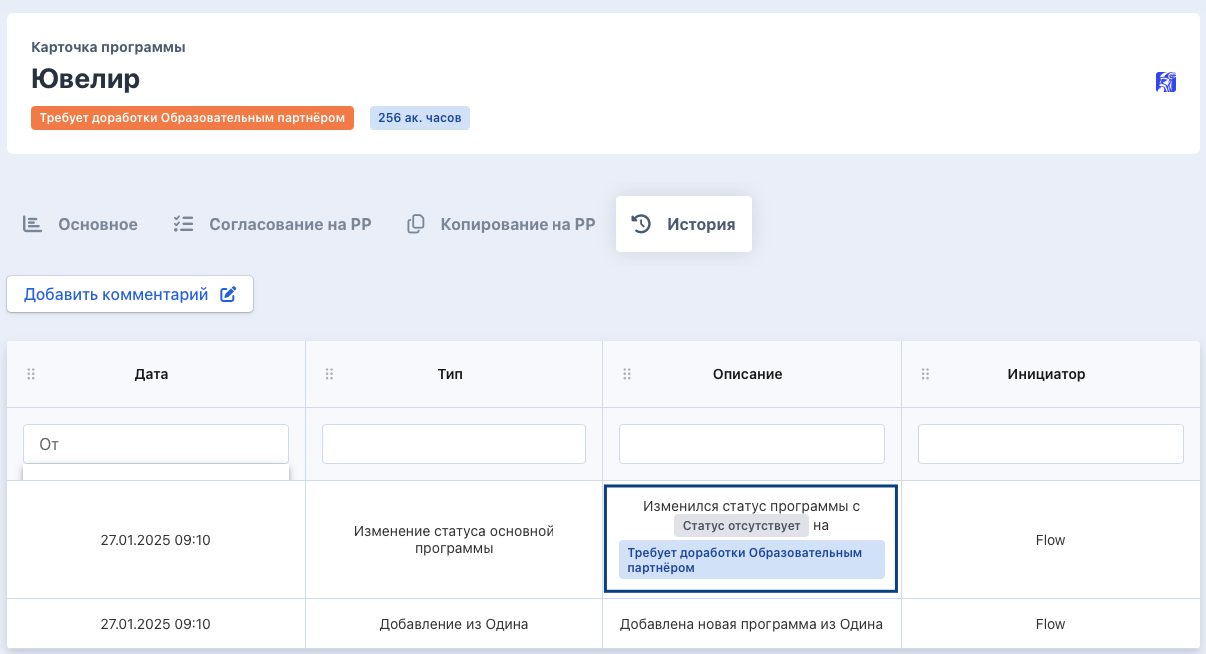 Карточка программы
Ювелир
Требует доработки Образовательным партнёром
256 ак. часов
Основное
Согласование на РР
Копирование на РР
История
Добавить комментарий
Дата
Тип
Описание
Инициатор
От
27.01.2025 09:10
Изменение статуса основной
программы
Изменился статус программы с
Статус отсутствует на
Требует доработки Образовательным
партнёром
Flow
27.01.2025 09:10
Добавление из Одина
Добавлена новая программа из Одина
Flow